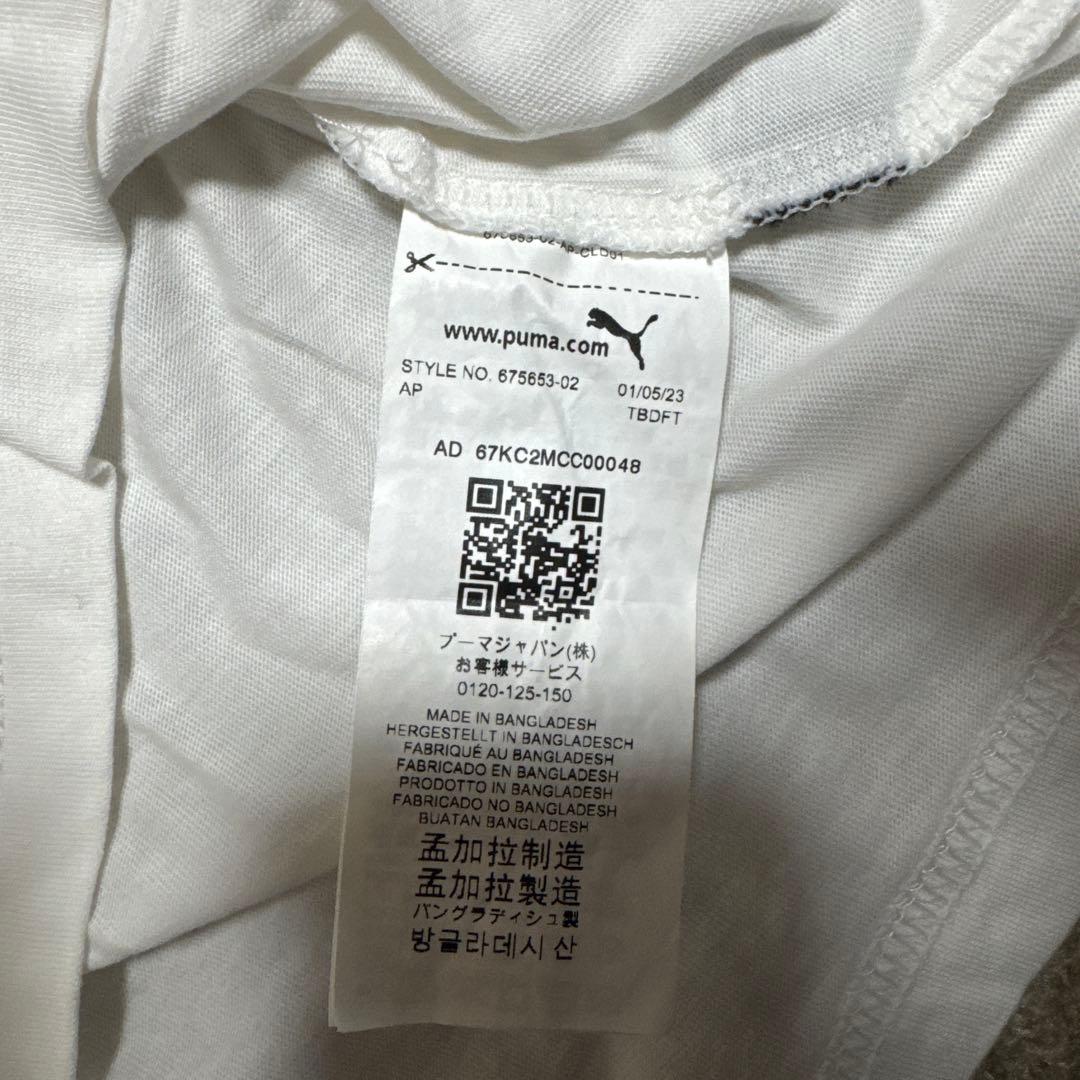 675653-02-AP-CLD01
www.puma.com
STYLE NO. 675653-02 01/05/23
AP TBDFT
AD 67KC2MCC00048
プーマジャパン(株)
お客様サービス
0120-125-150
MADE IN BANGLADESH
HERGESTELLT IN BANGLADESCH
FABRIQUÉ AU BANGLADESH
FABRICADO EN BANGLADESH
PRODOTTO IN BANGLADESH
FABRICADO NO BANGLADESH
BUATAN BANGLADESH
孟加拉制造
孟加拉製造
バングラディシュ製
방글라데시 산